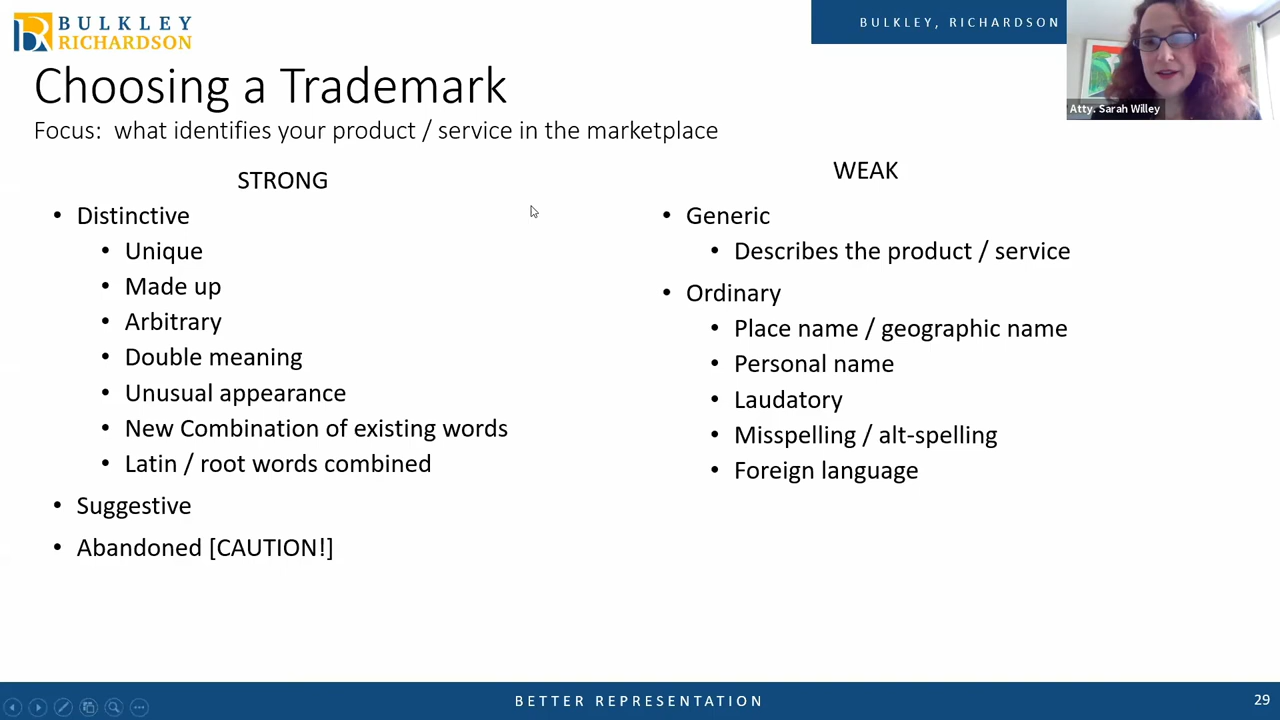 BULKLEY
RICHARDSON
BULKLEY, RICHARDSON
Atty. Sarah Willey
Choosing a Trademark
Focus:  what identifies your product / service in the marketplace
STRONG
• Distinctive
• Unique
• Made up
• Arbitrary
• Double meaning
• Unusual appearance
• New Combination of existing words
• Latin / root words combined
• Suggestive
• Abandoned [CAUTION!]
WEAK
• Generic
• Describes the product / service
• Ordinary
• Place name / geographic name
• Personal name
• Laudatory
• Misspelling / alt-spelling
• Foreign language
BETTER REPRESENTATION
29